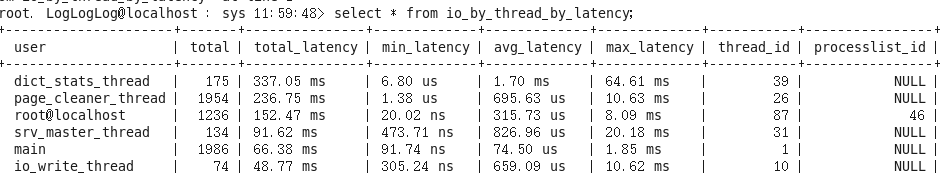 root. LogLogLog@localhost : sys 11:59:48> select * from io_by_thread_by_latency;
+---------------------+-------+---------------+-------------+-------------+-------------+-----------+----------------+
| user | total | total_latency | min_latency | avg_latency | max_latency | thread_id | processlist_id |
+---------------------+-------+---------------+-------------+-------------+-------------+-----------+----------------+
| dict_stats_thread | 175 | 337.05 ms | 6.80 us | 1.70 ms | 64.61 ms | 39 | NULL |
| page_cleaner_thread | 1954 | 236.75 ms | 1.38 us | 695.63 us | 10.63 ms | 26 | NULL |
| root@localhost | 1236 | 152.47 ms | 20.02 ns | 315.73 us | 8.09 ms | 87 | 46 |
| srv_master_thread | 134 | 91.62 ms | 473.71 ns | 826.96 us | 20.18 ms | 31 | NULL |
| main | 1986 | 66.38 ms | 91.74 ns | 74.50 us | 1.85 ms | 1 | NULL |
| io_write_thread | 74 | 48.77 ms | 305.24 ns | 659.09 us | 10.62 ms | 10 | NULL |